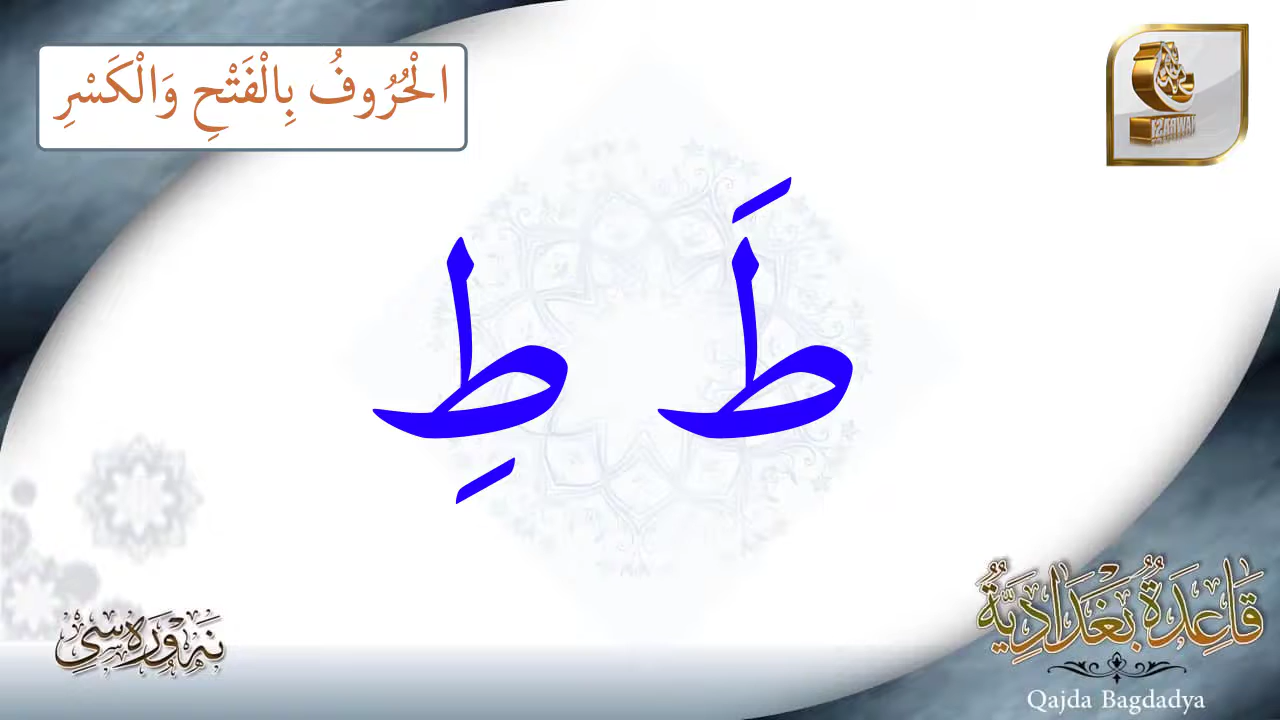 الْحُرُوفُ بِالْفَتْحِ وَالْكَسْرِ
طَ طِ
قَاعِدَةُ بَغْدَادِيَّةُ
Qajda Bagdadya